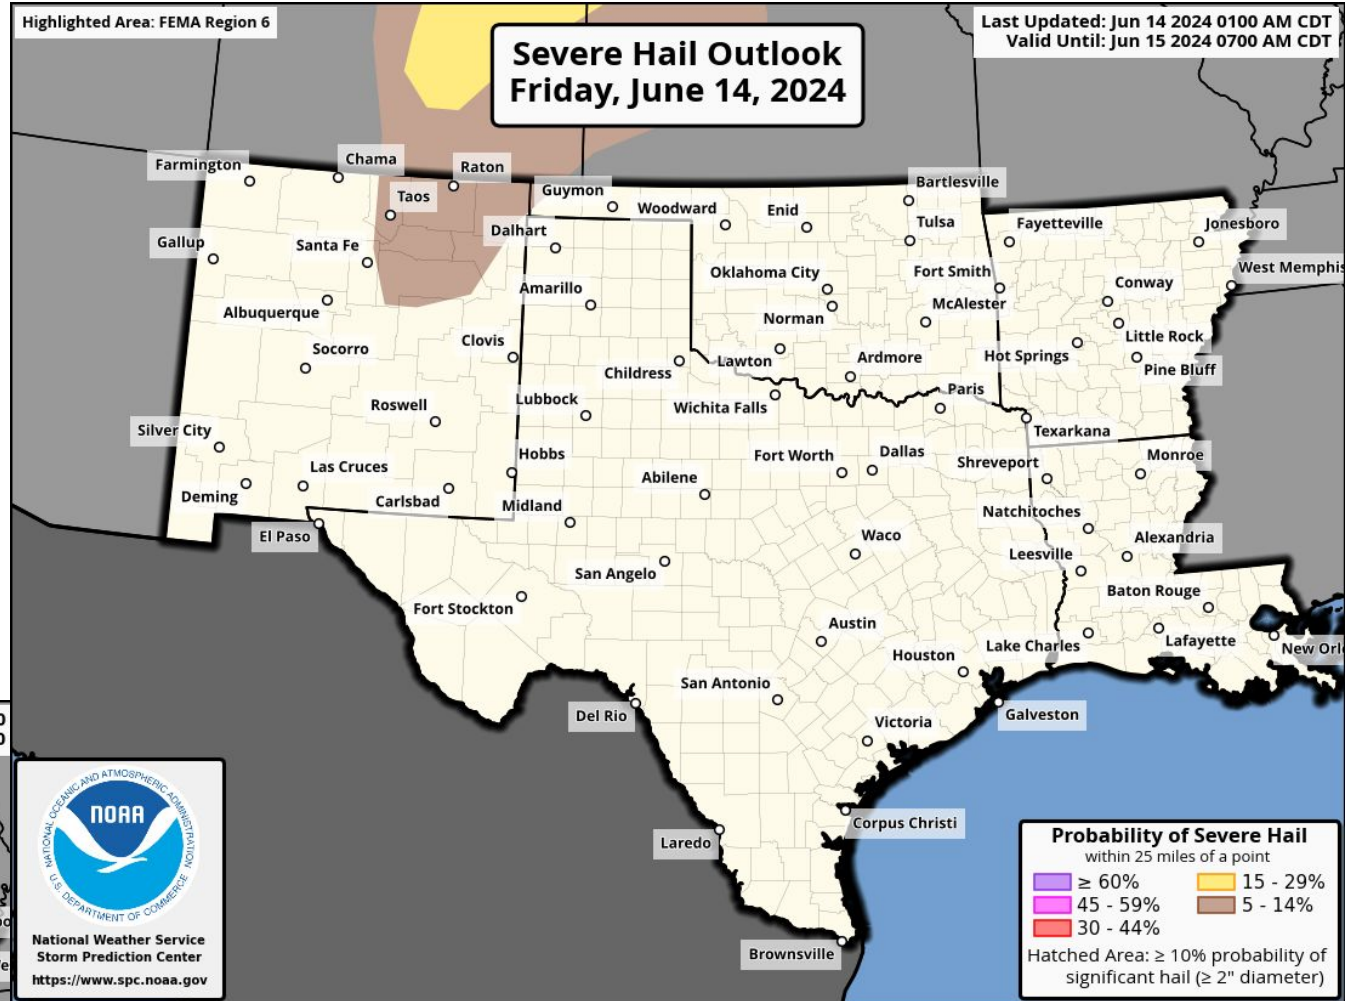 Highlighted Area: FEMA Region 6
Severe Hail Outlook
Friday, June 14, 2024
Last Updated: Jun 14 2024 0100 AM CDT
Valid Until: Jun 15 2024 0700 AM CDT
Farmington
Chama
Raton
Taos
Guymon
Woodward
Enid
Bartlesville
Tulsa
Fayetteville
Jonesboro
Gallup
Santa Fe
Dalhart
Oklahoma City
Fort Smith
West Memphis
Albuquerque
Amarillo
Norman
McAlester
Conway
Socorro
Clovis
Childress
Lawton
Ardmore
Hot Springs
Little Rock
Pine Bluff
Roswell
Lubbock
Wichita Falls
Paris
Texarkana
Silver City
Las Cruces
Hobbs
Abilene
Fort Worth
Dallas
Shreveport
Monroe
Deming
Carlsbad
Midland
Natchitoches
El Paso
San Angelo
Waco
Leesville
Alexandria
Fort Stockton
Austin
Baton Rouge
Houston
Lake Charles
Lafayette
New Orl
San Antonio
Del Rio
Victoria
Galveston
Laredo
Corpus Christi
Brownsville
NATIONAL OCEANIC AND ATMOSPHERIC ADMINISTRATION
NOAA
U.S. DEPARTMENT OF COMMERCE
National Weather Service
Storm Prediction Center
https://www.spc.noaa.gov
Probability of Severe Hail
within 25 miles of a point
≥ 60% 15 - 29%
45 - 59% 5 - 14%
30 - 44%
Hatched Area: ≥ 10% probability of
significant hail (≥ 2" diameter)